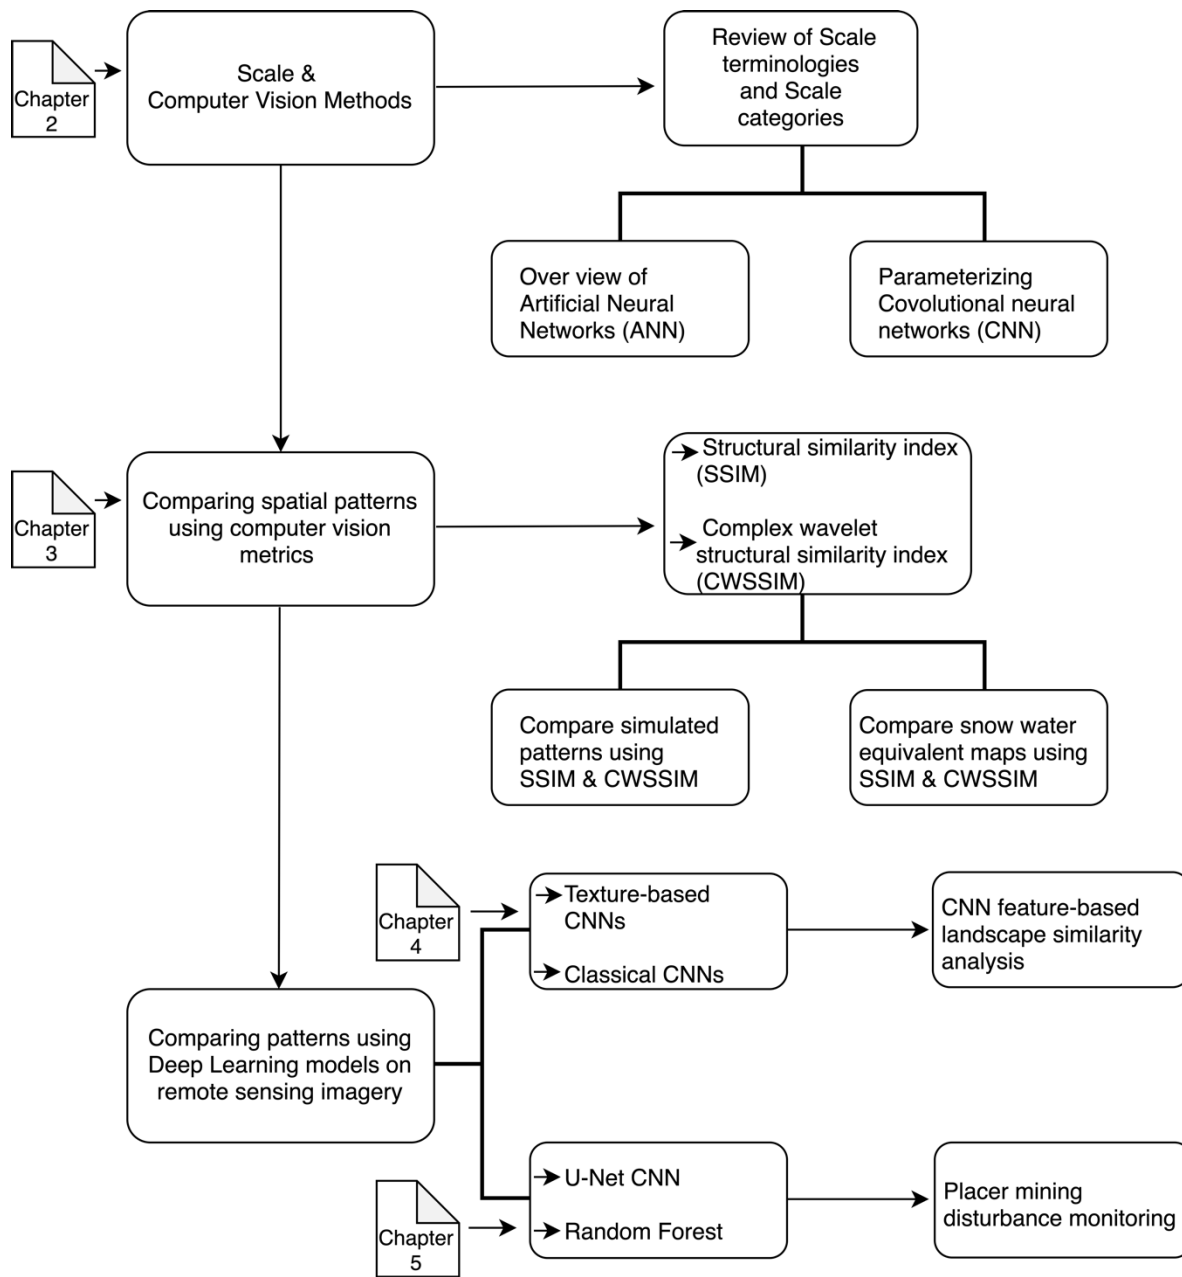 Chapter
2
Scale &
Computer Vision Methods
Review of Scale
terminologies
and Scale
categories
Over view of
Artificial Neural
Networks (ANN)
Parameterizing
Covolutional neural
networks (CNN)
Chapter
3
Comparing spatial patterns
using computer vision
metrics
Structural similarity index
(SSIM)
Complex wavelet
structural similarity index
(CWSSIM)
Compare simulated
patterns using
SSIM & CWSSIM
Compare snow water
equivalent maps using
SSIM & CWSSIM
Comparing patterns using
Deep Learning models on
remote sensing imagery
Chapter
4
Texture-based
CNNs
Classical CNNs
CNN feature-based
landscape similarity
analysis
Chapter
5
U-Net CNN
Random Forest
Placer mining
disturbance monitoring